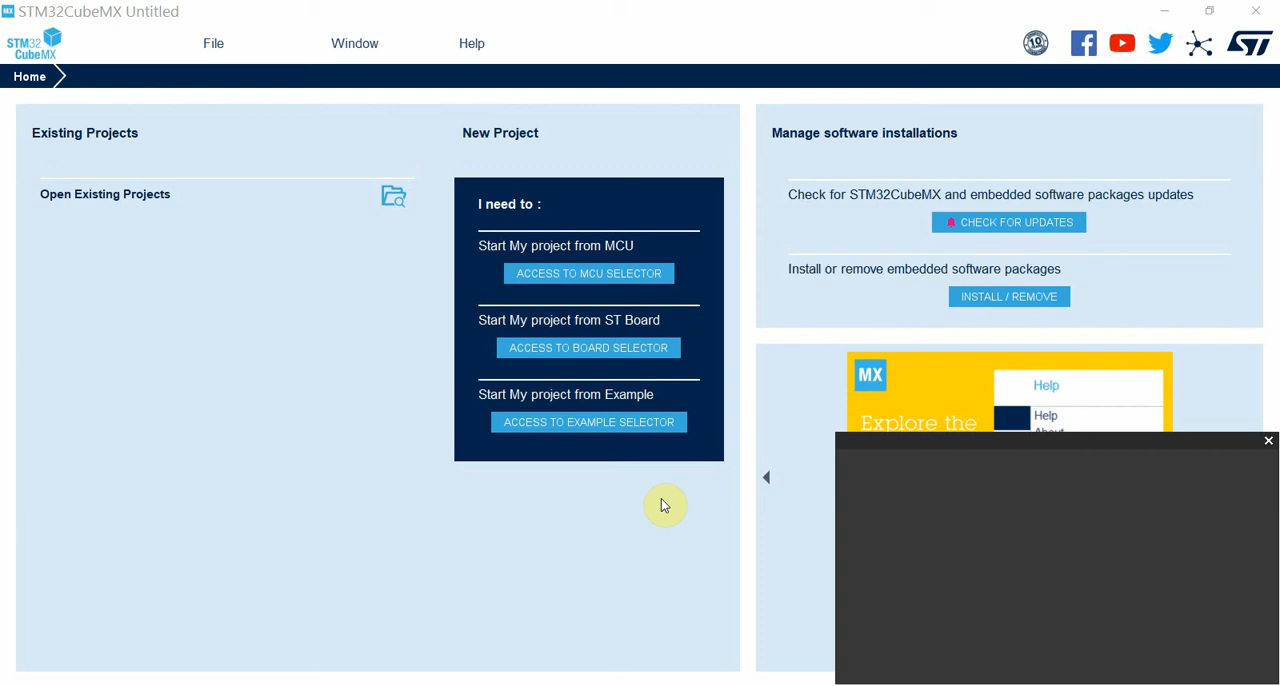 MX STM32CubeMX Untitled
STM32
CubeMX
File
Window
Help
10
Home
Existing Projects
Open Existing Projects
New Project
I need to :
Start My project from MCU
ACCESS TO MCU SELECTOR
Start My project from ST Board
ACCESS TO BOARD SELECTOR
Start My project from Example
ACCESS TO EXAMPLE SELECTOR
Manage software installations
Check for STM32CubeMX and embedded software packages updates
CHECK FOR UPDATES
Install or remove embedded software packages
INSTALL / REMOVE
MX
Explore the
Help
Help
About